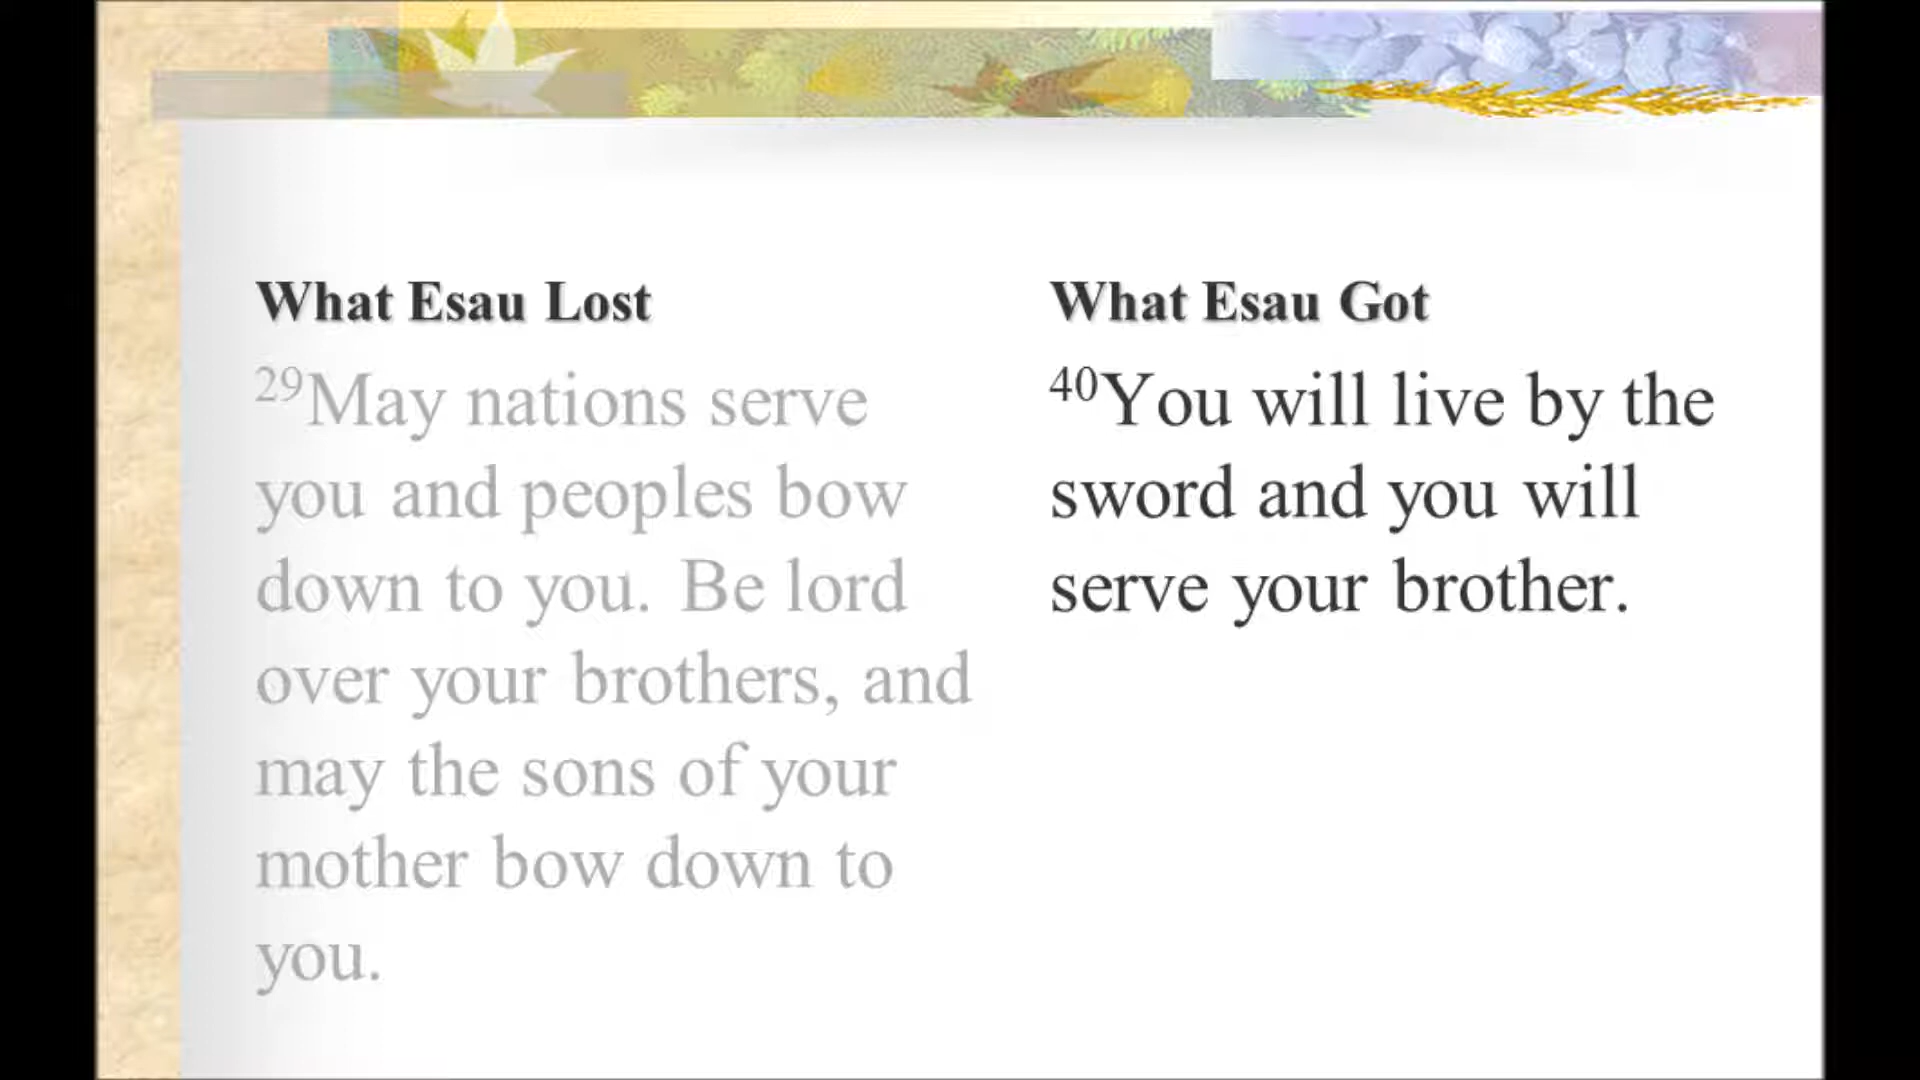 What Esau Lost
29May nations serve
you and peoples bow
down to you. Be lord
over your brothers, and
may the sons of your
mother bow down to
you.
What Esau Got
40You will live by the
sword and you will
serve your brother.